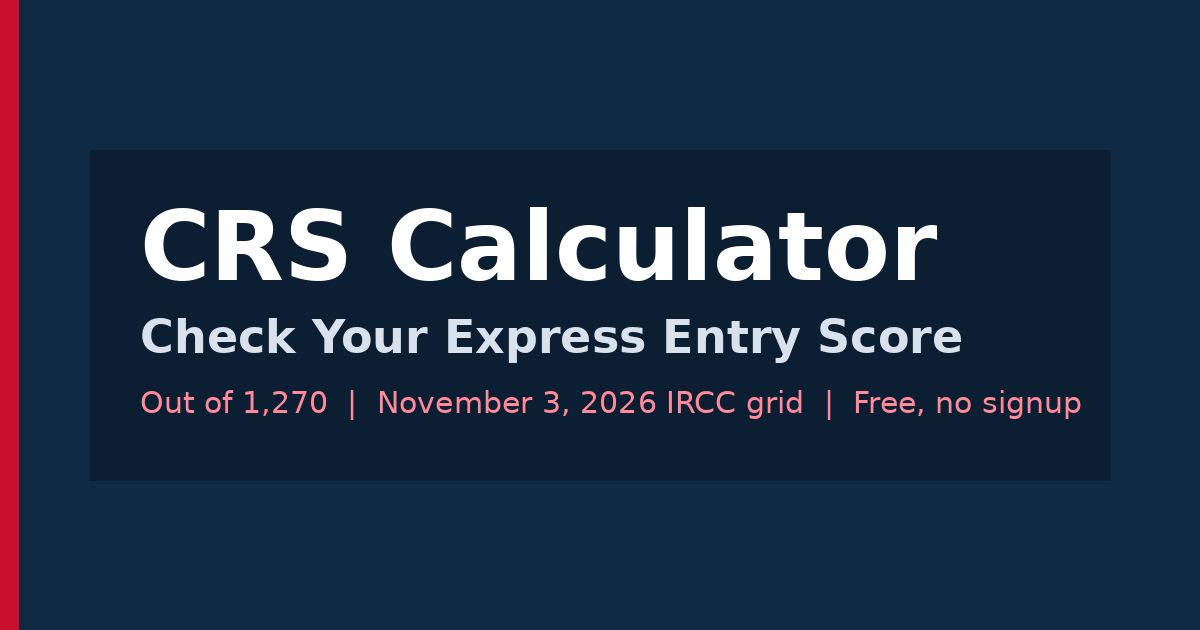 CRS Calculator
Check Your Express Entry Score
Out of 1,270 | November 3, 2026 IRCC grid | Free, no signup